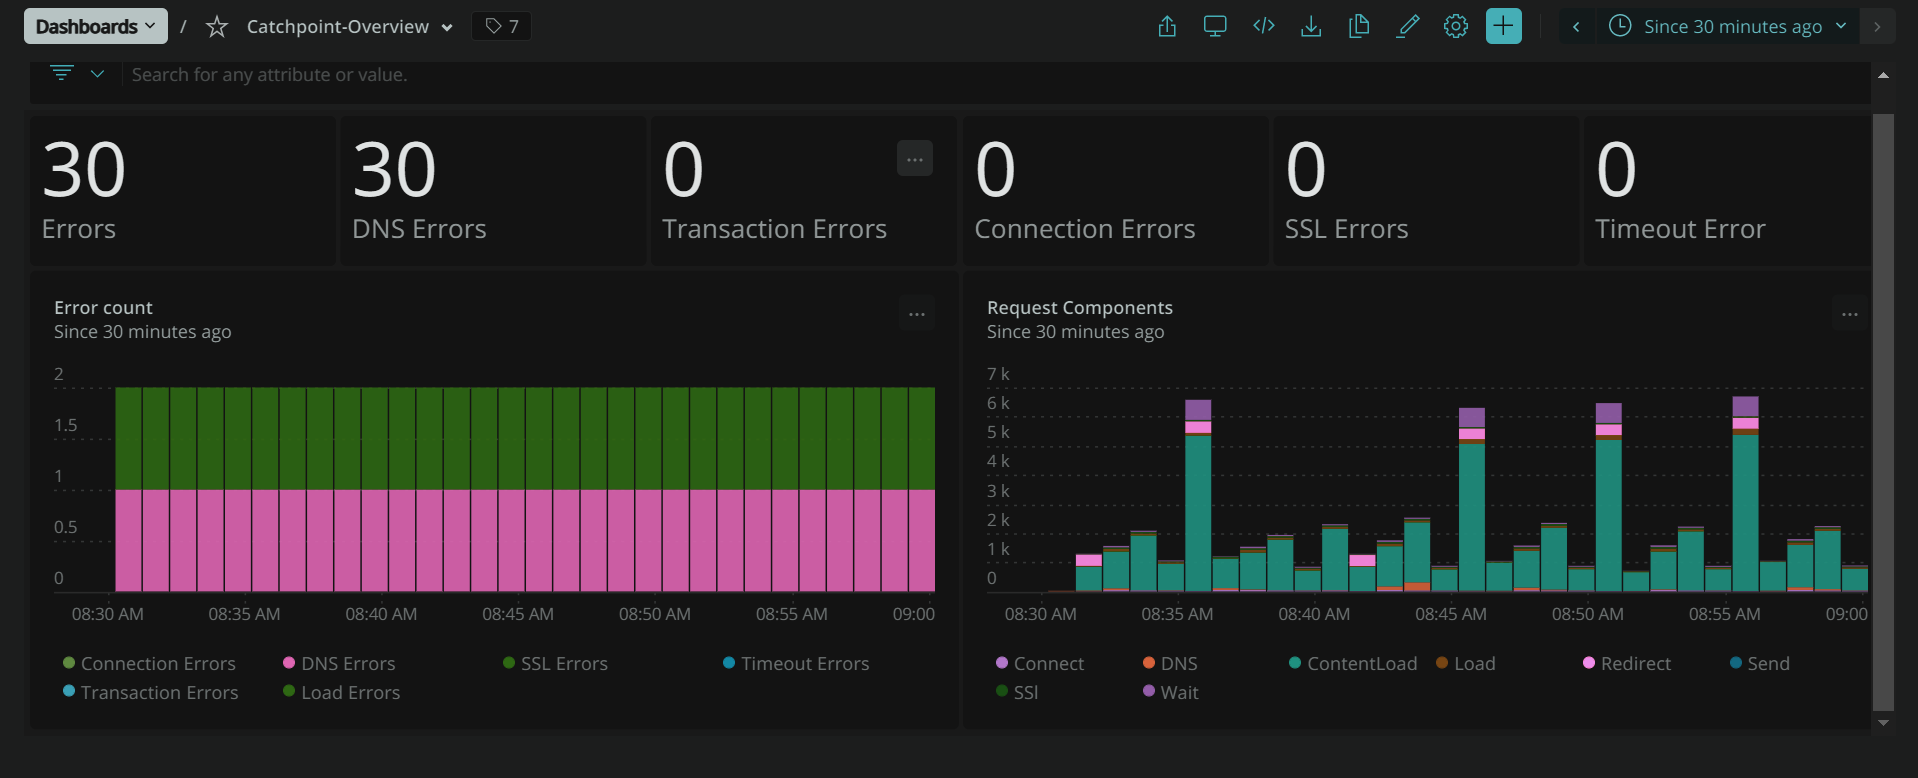 Dashboards / Catchpoint-Overview 7 Since 30 minutes ago
Search for any attribute or value.
30 30 0 0 0 0
Errors DNS Errors Transaction Errors Connection Errors SSL Errors Timeout Error
Error count
Since 30 minutes ago
2
1.5
1
0.5
0
08:30 AM 08:35 AM 08:40 AM 08:45 AM 08:50 AM 08:55 AM 09:00
Connection Errors DNS Errors SSL Errors Timeout Errors
Transaction Errors Load Errors
Request Components
Since 30 minutes ago
7 k
6 k
5 k
4 k
3 k
2 k
1 k
0
08:30 AM 08:35 AM 08:40 AM 08:45 AM 08:50 AM 08:55 AM 09:00
Connect DNS ContentLoad Load Redirect Send
SSl Wait